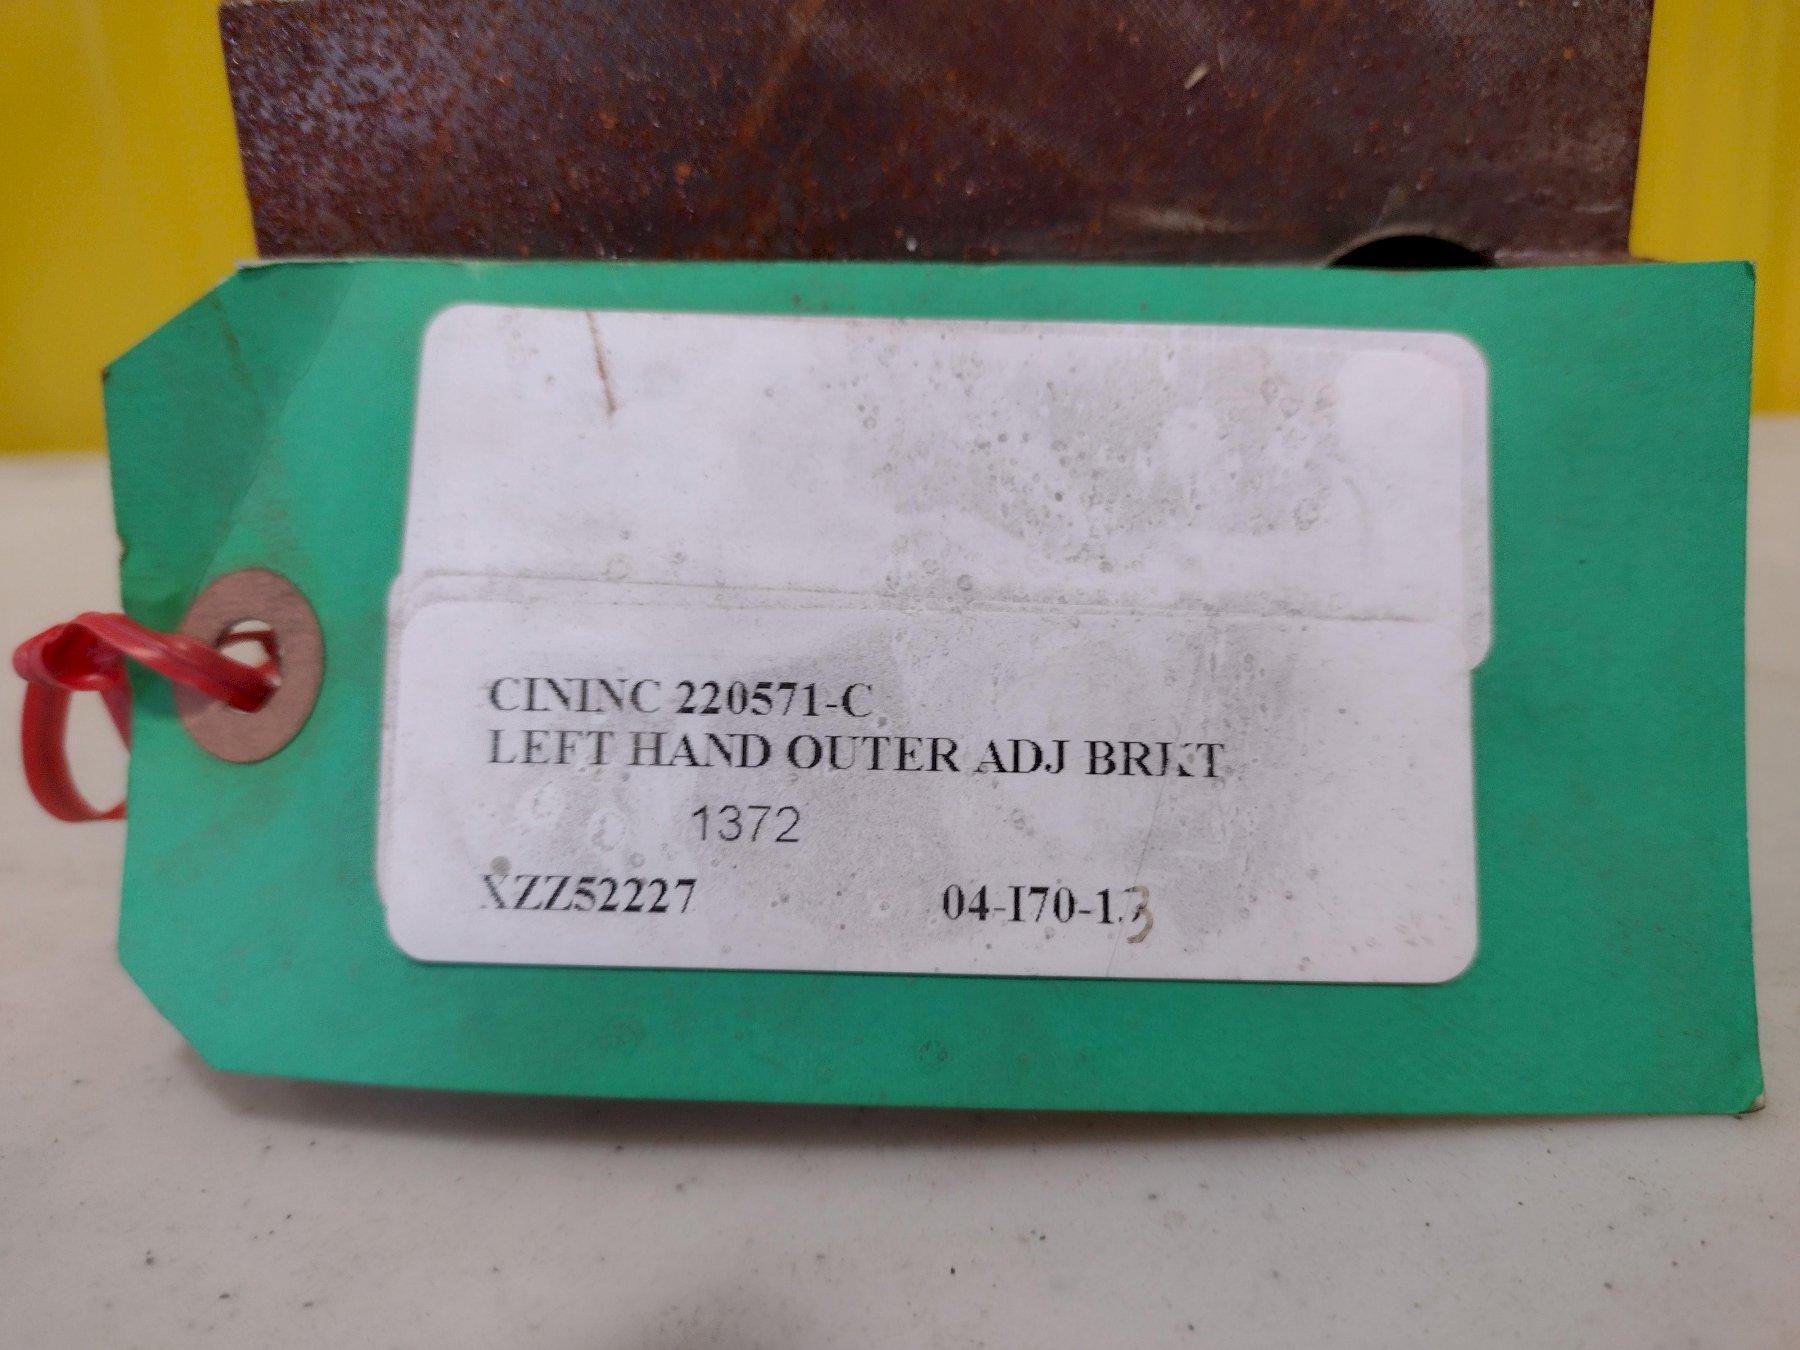 CININC 220571-C
LEFT HAND OUTER ADJ BRKT
1372
XZZ52227 04-I70-13